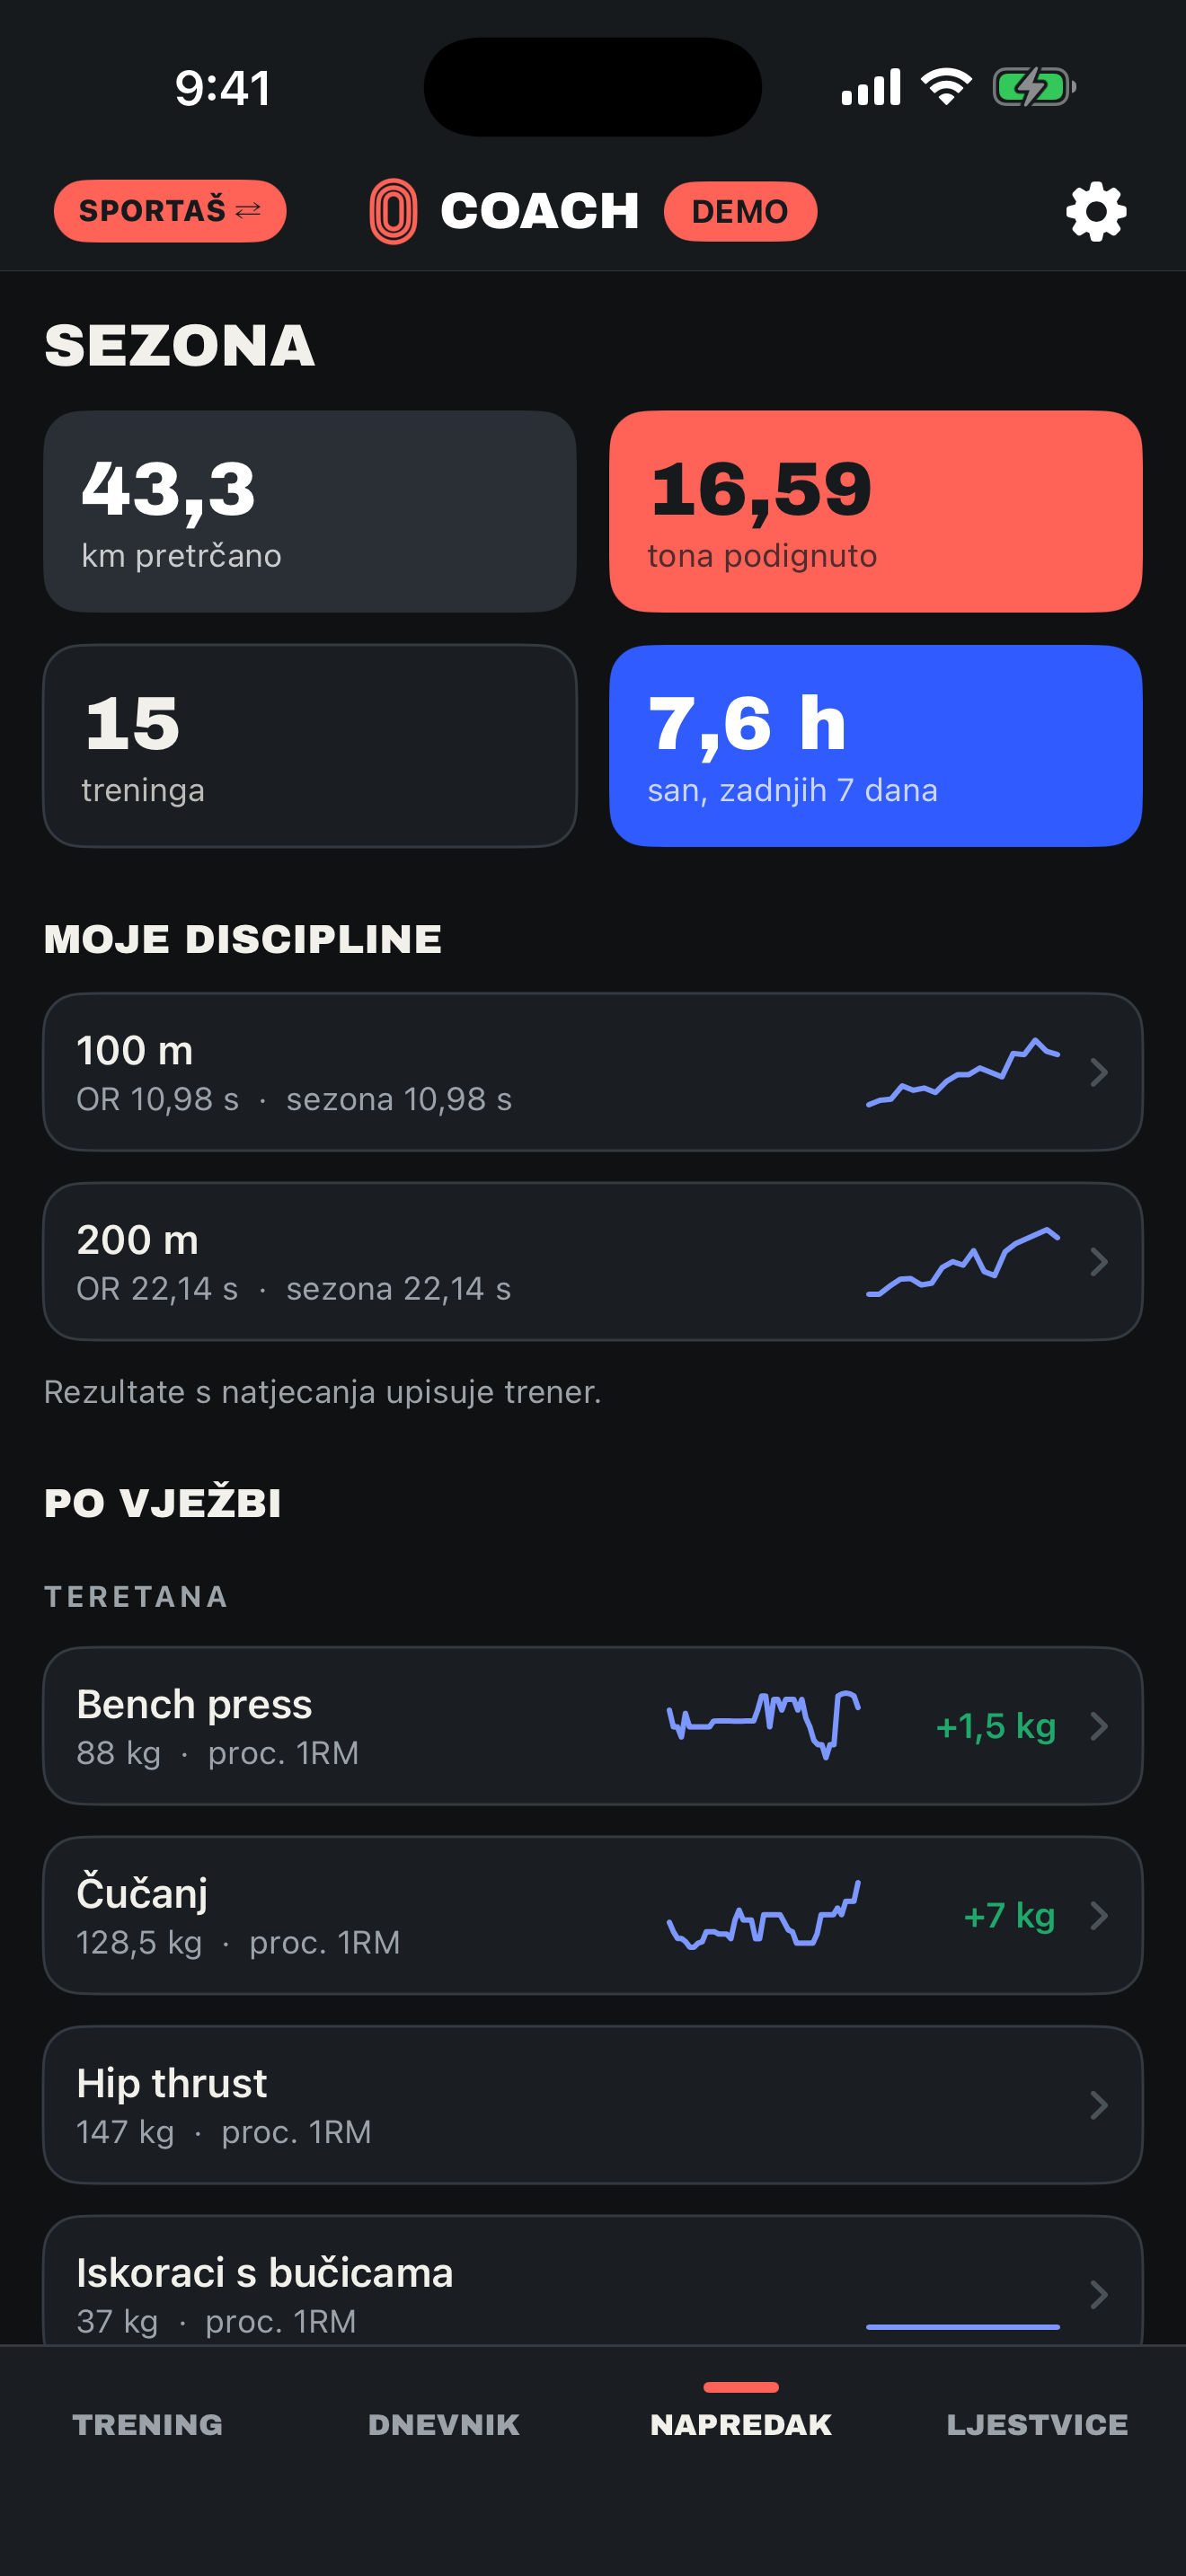 9:41
SPORTAŠ ⇄
COACH
DEMO
SEZONA
43,3
km pretrčano
16,59
tona podignuto
15
treninga
7,6 h
san, zadnjih 7 dana
MOJE DISCIPLINE
100 m
OR 10,98 s · sezona 10,98 s
200 m
OR 22,14 s · sezona 22,14 s
Rezultate s natjecanja upisuje trener.
PO VJEŽBI
TERETANA
Bench press
88 kg · proc. 1RM
+1,5 kg
Čučanj
128,5 kg · proc. 1RM
+7 kg
Hip thrust
147 kg · proc. 1RM
Iskoraci s bučicama
37 kg · proc. 1RM
TRENING
DNEVNIK
NAPREDAK
LJESTVICE